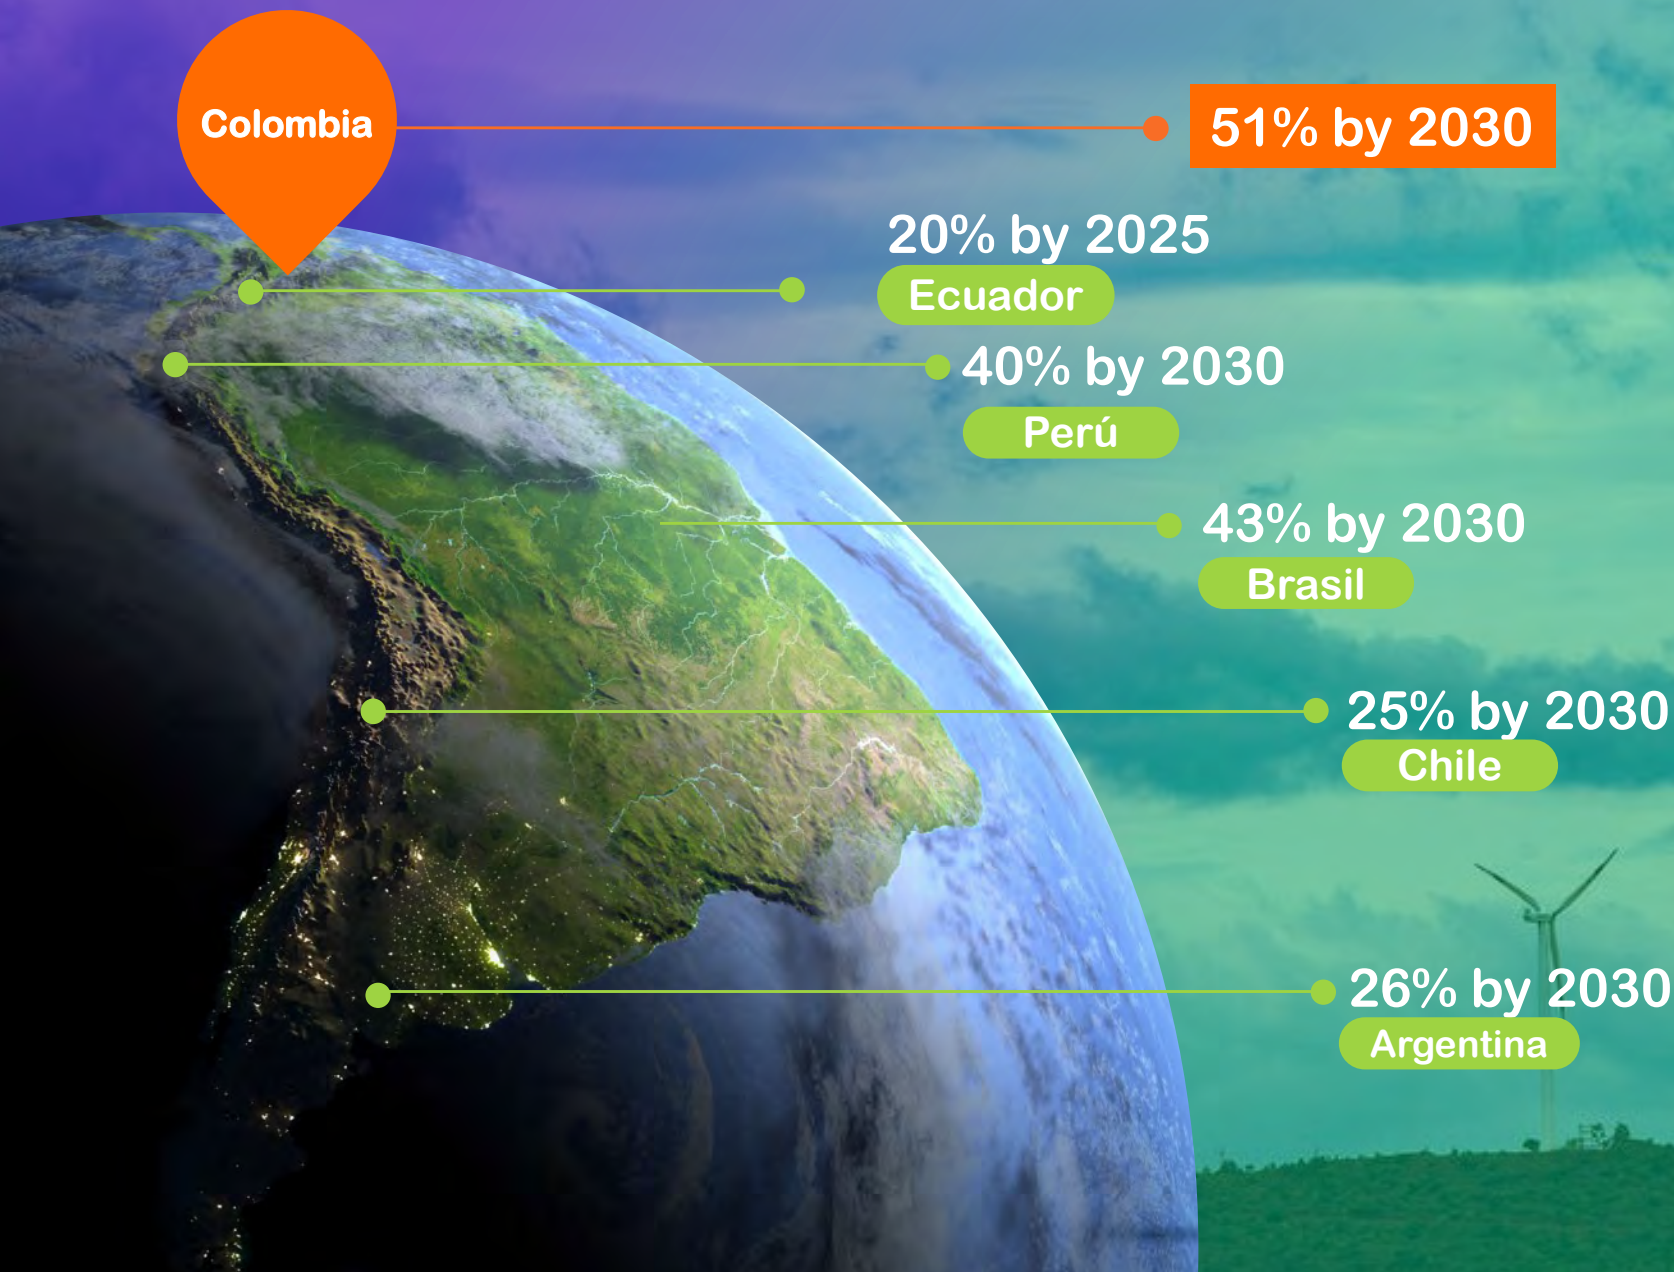 Colombia
51% by 2030
20% by 2025
Ecuador
40% by 2030
Perú
43% by 2030
Brasil
25% by 2030
Chile
26% by 2030
Argentina